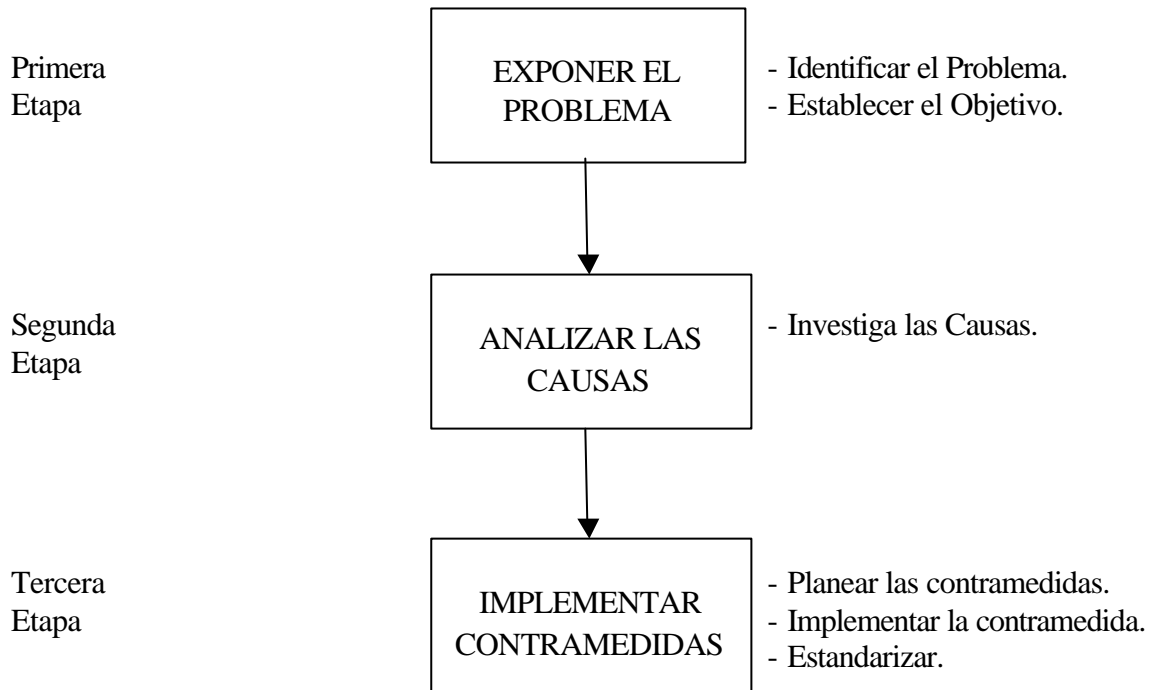 Primera
Etapa
EXPONER EL
PROBLEMA
- Identificar el Problema.
- Establecer el Objetivo.
Segunda
Etapa
ANALIZAR LAS
CAUSAS
- Investiga las Causas.
Tercera
Etapa
IMPLEMENTAR
CONTRAMEDIDAS
- Planear las contramedidas.
- Implementar la contramedida.
- Estandarizar.